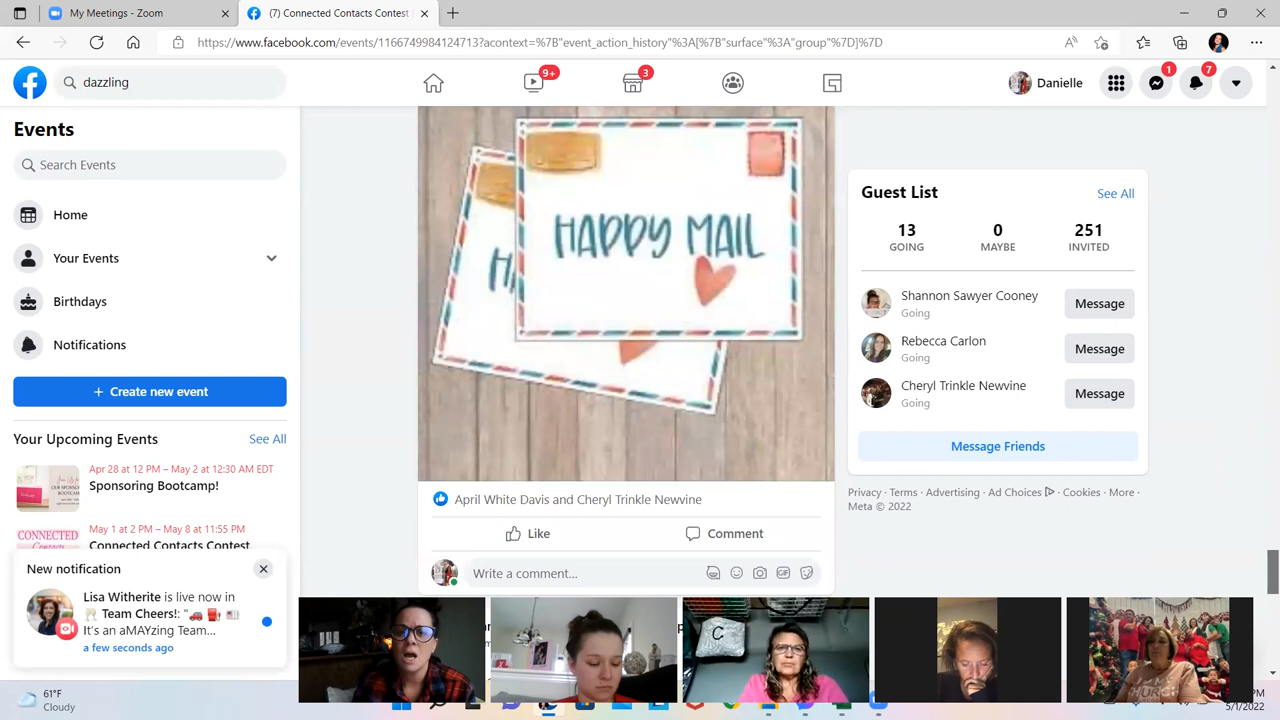 My Meetings - Zoom
(7) Connected Contacts Contest
https://www.facebook.com/events/1166749984124713?acontext=%7B"event_action_history"%3A[%7B"surface"%3A"group"%7D]%7D
dazzling
9+
3
Danielle
1
7
Events
Search Events
Home
Your Events
Birthdays
Notifications
+ Create new event
Your Upcoming Events
See All
Apr 28 at 12 PM – May 2 at 12:30 AM EDT
Sponsoring Bootcamp!
May 1 at 2 PM – May 8 at 11:55 PM
CONNECTED
Connected Contacts Contest
New notification
Lisa Witherite is live now in
Team Cheers!: "
It's an aMAYzing Team...
a few seconds ago
HAPPY MAIL
April White Davis and Cheryl Trinkle Newvine
Like
Comment
Write a comment...
GIF
Guest List
See All
13
GOING
0
MAYBE
251
INVITED
Shannon Sawyer Cooney
Going
Message
Rebecca Carlon
Going
Message
Cheryl Trinkle Newvine
Going
Message
Message Friends
Privacy · Terms · Advertising · Ad Choices · Cookies · More ·
Meta © 2022
C
61°F
Cloudy
5/1/2022